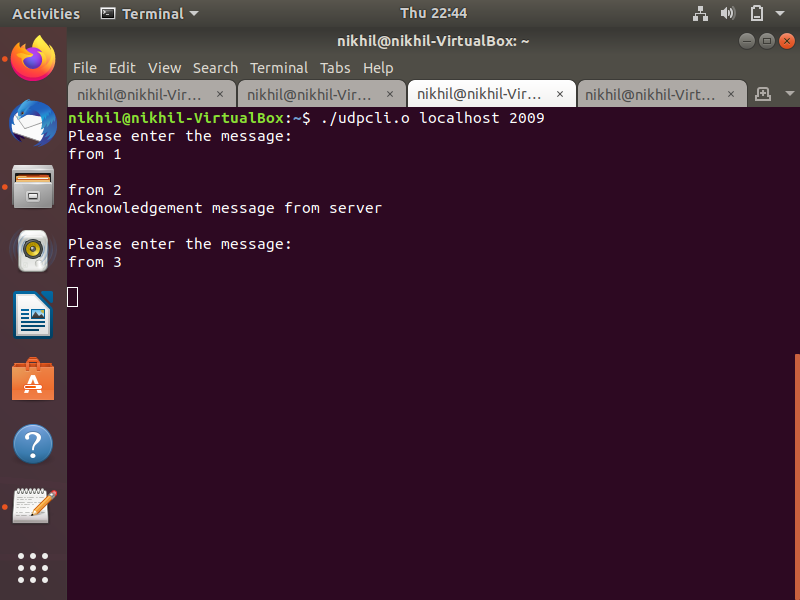 Activities Terminal Thu 22:44
nikhil@nikhil-VirtualBox: ~
File Edit View Search Terminal Tabs Help
nikhil@nikhil-Vir... × nikhil@nikhil-Vir... × nikhil@nikhil-Vir... × nikhil@nikhil-Virt... ×
nikhil@nikhil-VirtualBox:~$ ./udpcli.o localhost 2009
Please enter the message:
from 1
from 2
Acknowledgement message from server
Please enter the message:
from 3